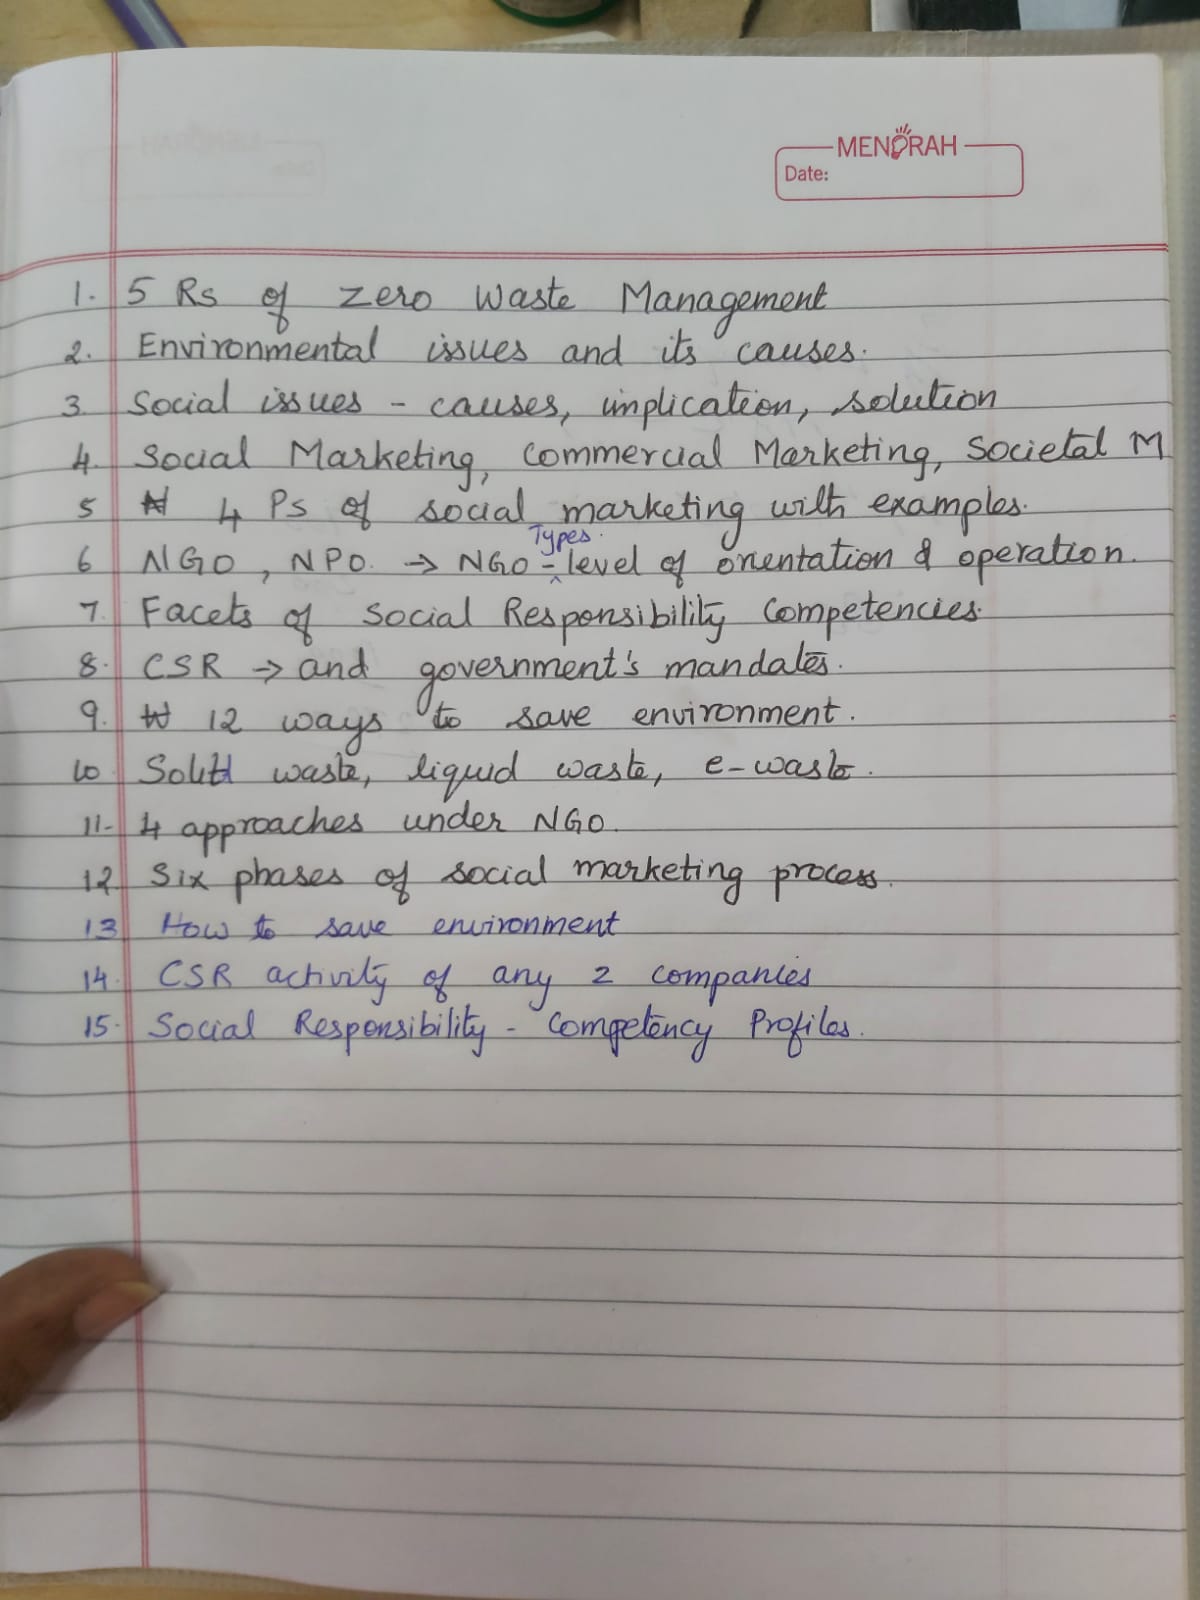 MENORAH
Date:
1. 5 Rs of Zero Waste Management
2. Environmental issues and its causes.
3. Social issues - causes, implication, solution
4. Social Marketing, Commercial Marketing, Societal M
5 4 Ps of social marketing with examples.
Types.
6 NGO, NPO. → NGO - level of orientation & operation.
7. Facets of Social Responsibility Competencies.
8. CSR → and government's mandates.
9. 12 ways to save environment.
10. Solid waste, liquid waste, e-waste.
11- 4 approaches under NGO.
12. Six phases of social marketing process.
13 How to save environment
14. CSR activity of any 2 companies
15. Social Responsibility - Competency Profiles.